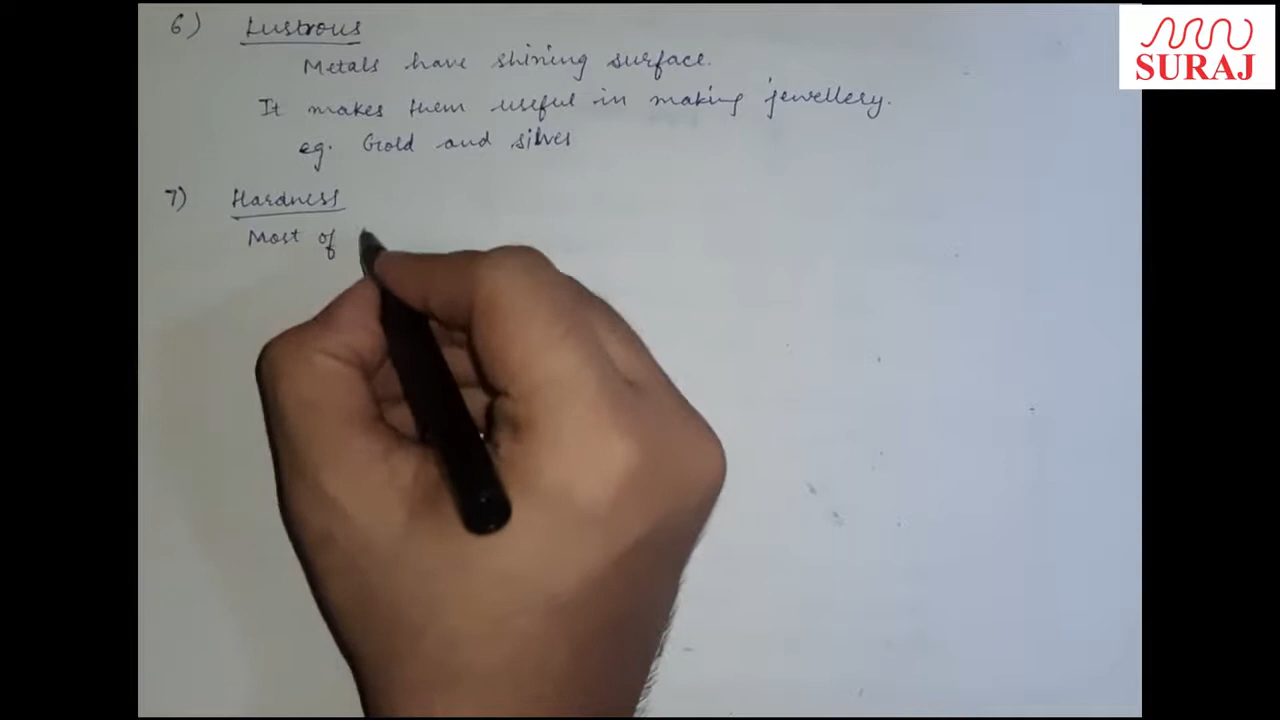 6) Lustrous
Metals have shining surface.
It makes them useful in making jewellery.
eg. Gold and silver
7) Hardness
Most of
SURAJ